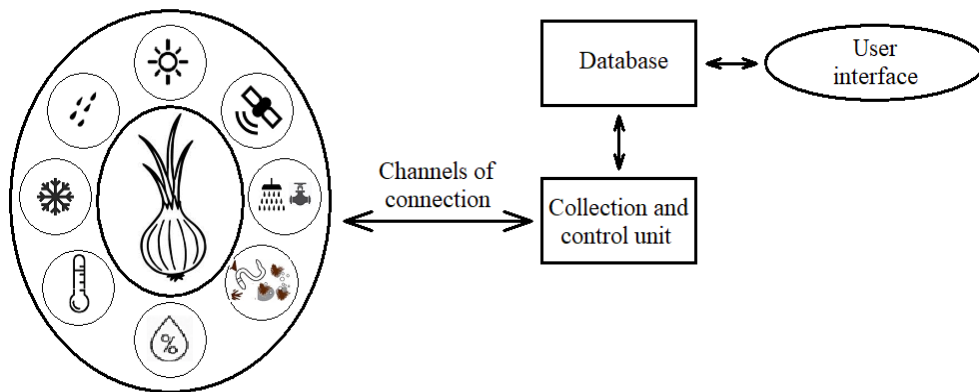 Database
User
interface
Channels of
connection
Collection and
control unit
%